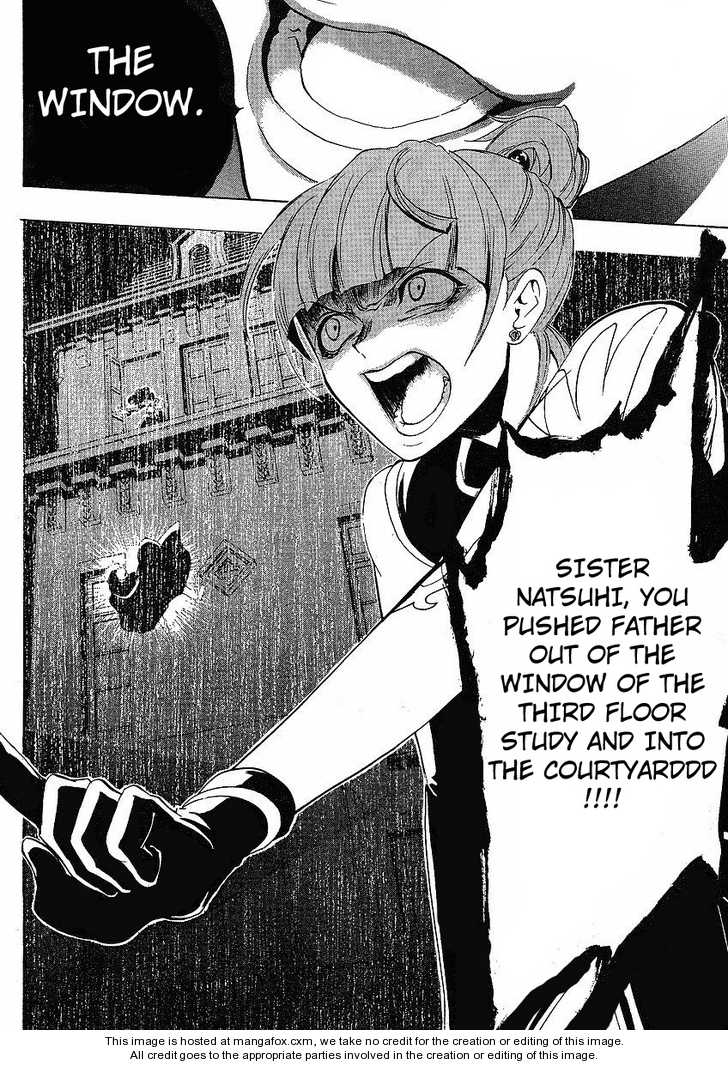 THE
WINDOW.
SISTER
NATSUHI, YOU
PUSHED FATHER
OUT OF THE
WINDOW OF THE
THIRD FLOOR
STUDY AND INTO
THE COURTYARDDD
!!!!
This image is hosted at mangafox.cxm, we take no credit for the creation or editing of this image.
All credit goes to the appropriate parties involved in the creation or editing of this image.